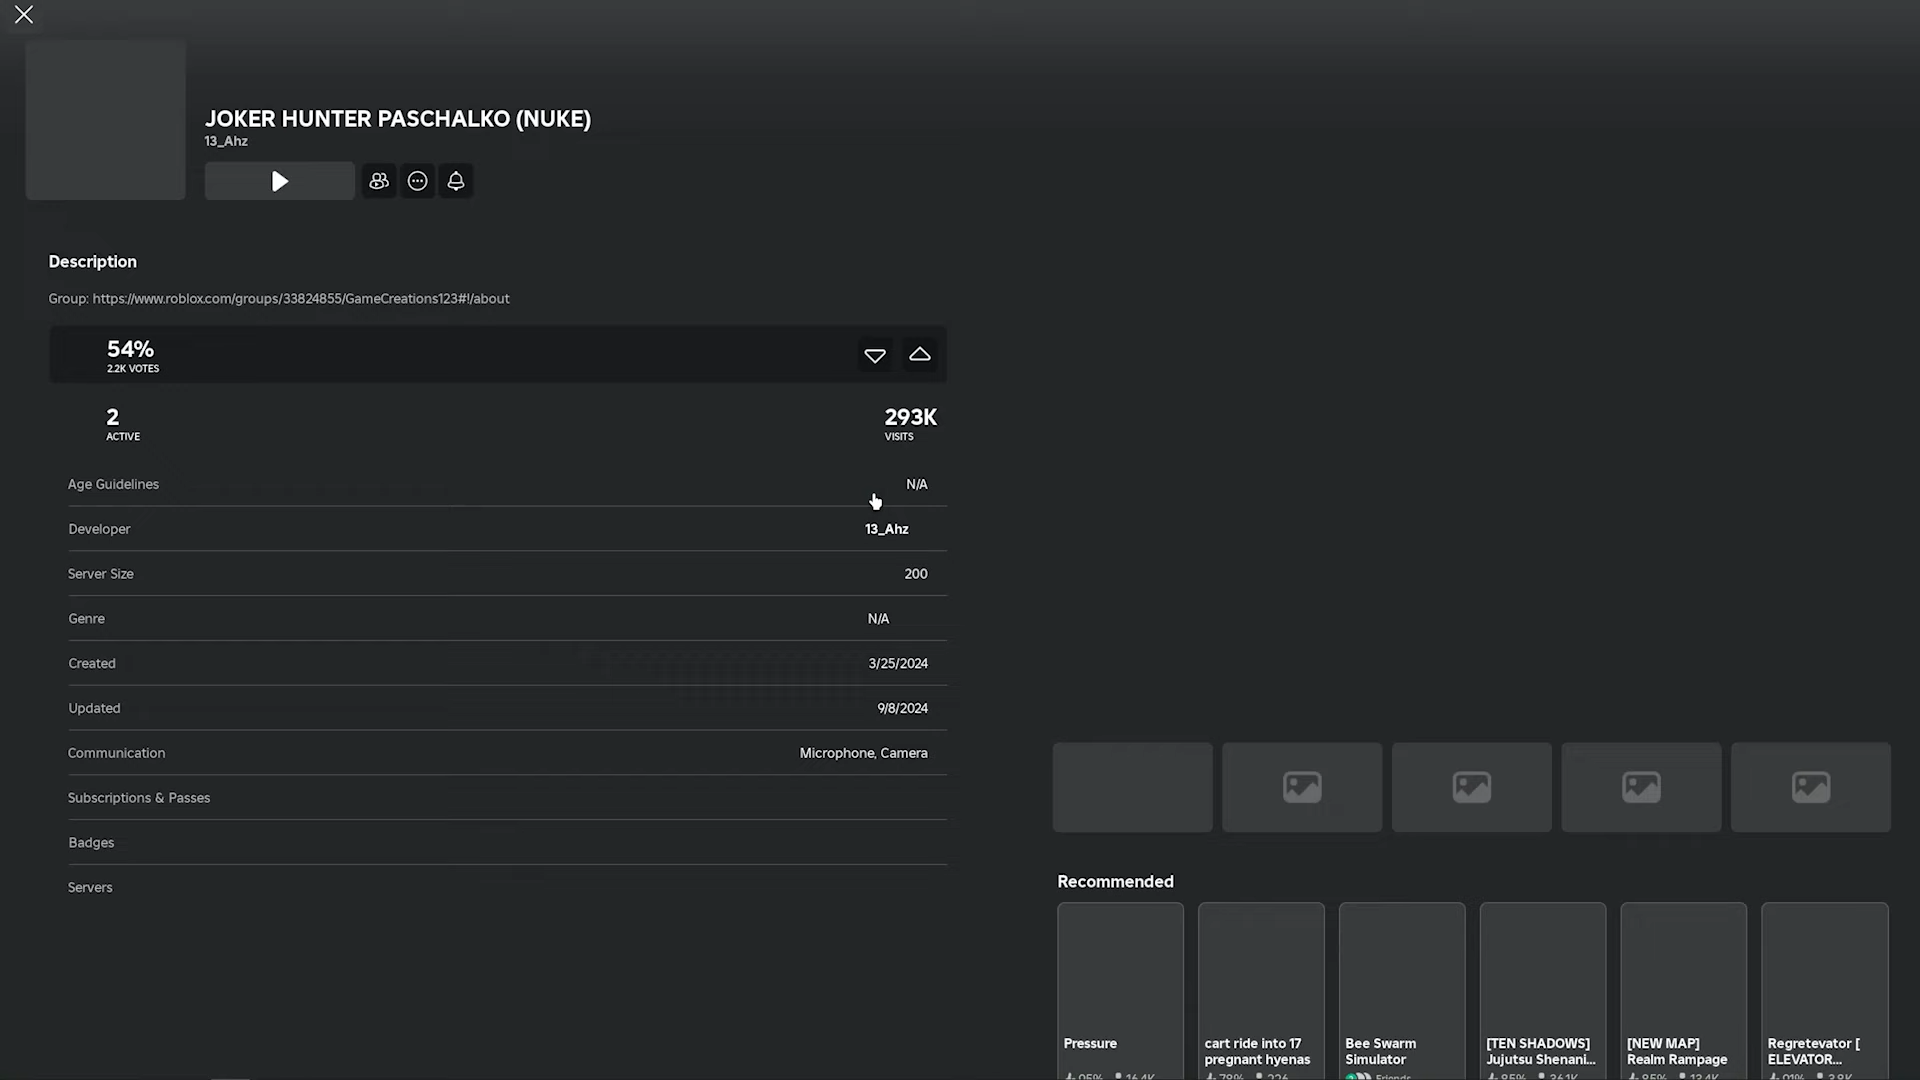 JOKER HUNTER PASCHALKO (NUKE)
13_Ahz
Description
Group: https://www.roblox.com/groups/33824855/GameCreations123#!/about
54%
2.2K VOTES
2
ACTIVE
293K
VISITS
Age Guidelines N/A
Developer 13_Ahz
Server Size 200
Genre N/A
Created 3/25/2024
Updated 9/8/2024
Communication Microphone, Camera
Subscriptions & Passes
Badges
Servers
Recommended
Pressure
cart ride into 17
pregnant hyenas
Bee Swarm
Simulator
[TEN SHADOWS]
Jujutsu Shenani...
[NEW MAP]
Realm Rampage
Regretevator [
ELEVATOR...